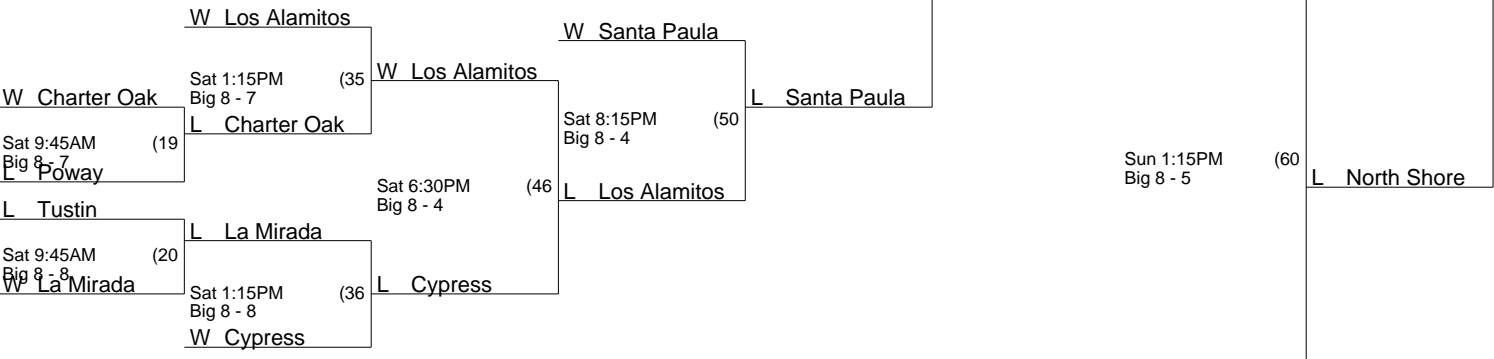 W Los Alamitos
W Santa Paula
Sat 1:15PM (35
Big 8 - 7
W Los Alamitos
W Charter Oak
L Charter Oak
L Santa Paula
Sat 8:15PM (50
Big 8 - 4
Sat 9:45AM (19
Big 8 - 7
L Poway
Sun 1:15PM (60
Big 8 - 5
L North Shore
Sat 6:30PM (46
Big 8 - 4
L Los Alamitos
L Tustin
L La Mirada
Sat 9:45AM (20
Big 8 - 8
W La Mirada
Sat 1:15PM (36
Big 8 - 8
L Cypress
W Cypress